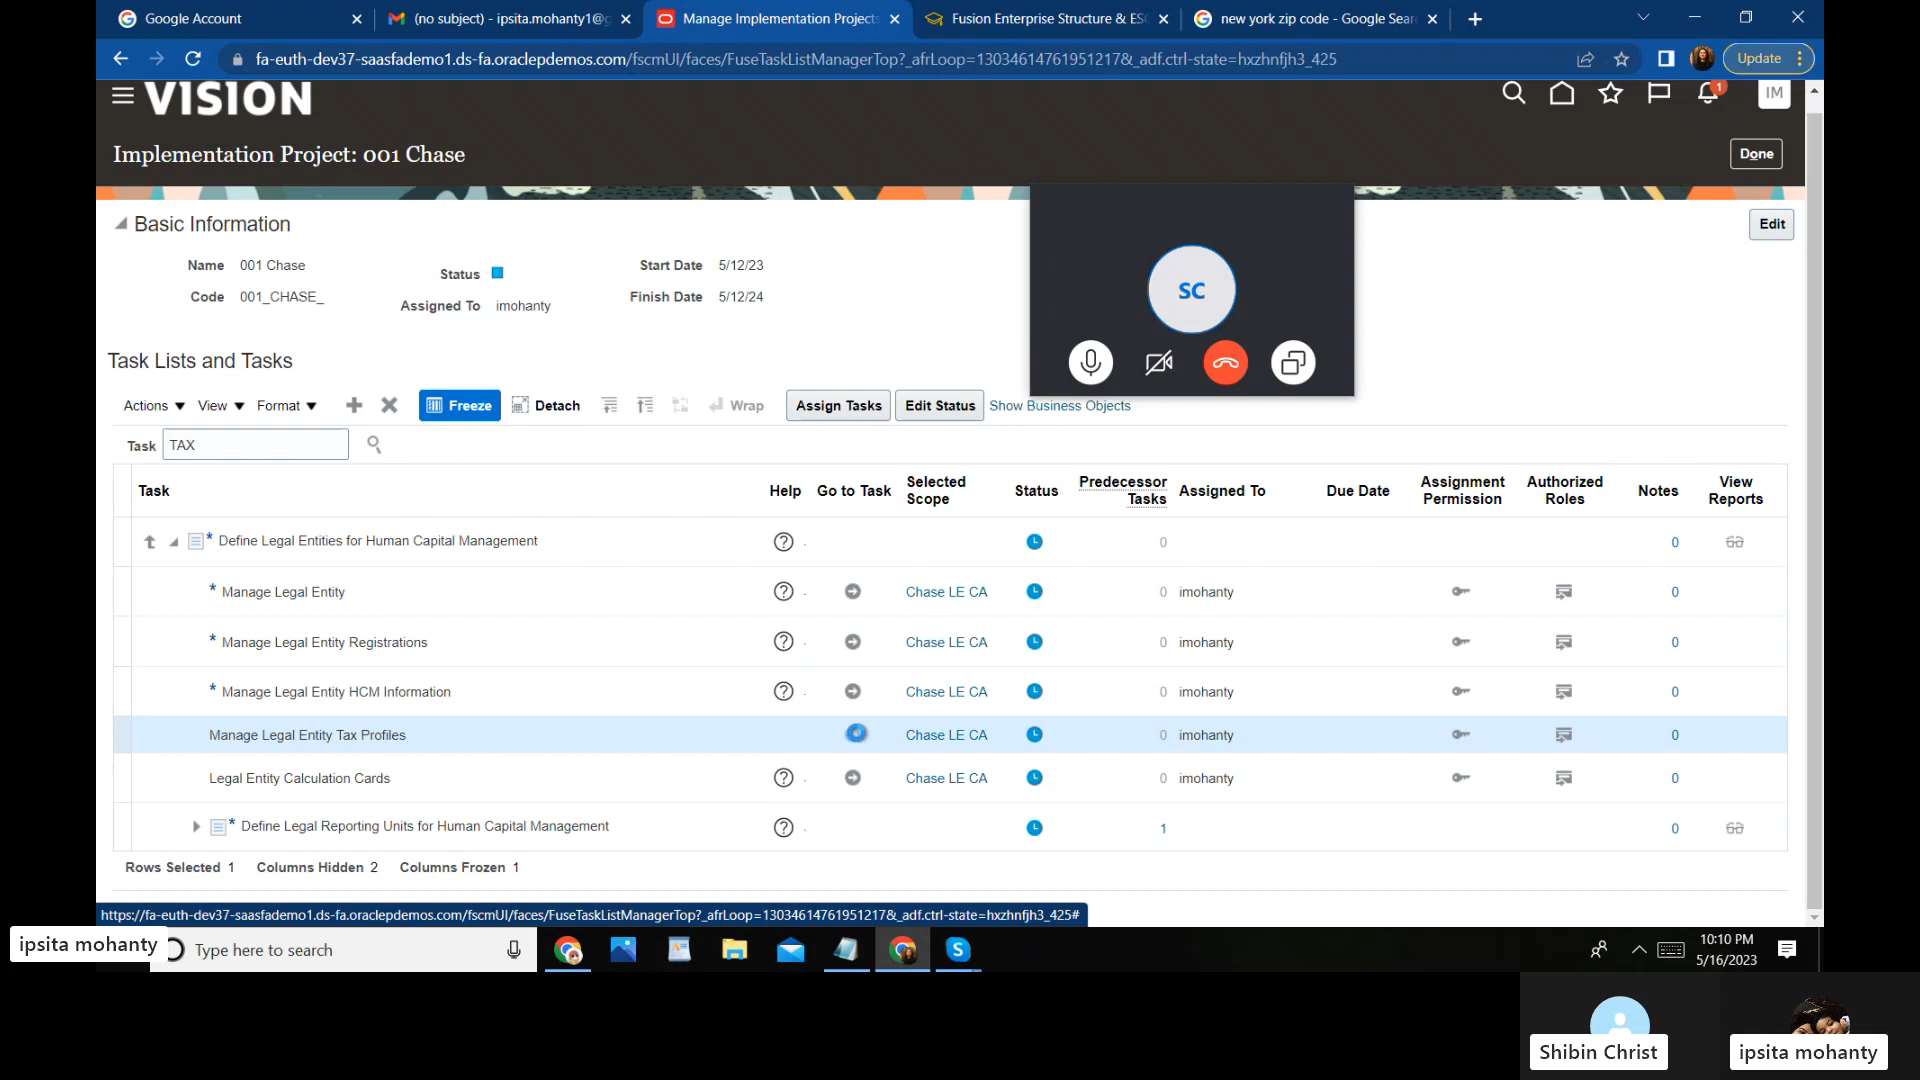 Google Account
(no subject) - ipsita.mohanty1@g
Manage Implementation Projects
Fusion Enterprise Structure & ESC
new york zip code - Google Sear
fa-euth-dev37-saasfademo1.ds-fa.oraclepdemos.com/fscmUI/faces/FuseTaskListManagerTop?_afrLoop=13034614761951217&_adf.ctrl-state=hxzhnfjh3_425
Update
VISION
1
IM
Implementation Project: 001 Chase
Done
Basic Information
Edit
Name 001 Chase
Status
Start Date 5/12/23
Code 001_CHASE_
Assigned To imohanty
Finish Date 5/12/24
SC
Task Lists and Tasks
Actions View Format Freeze Detach Wrap Assign Tasks Edit Status Show Business Objects
Task TAX
Task Help Go to Task Selected Scope Status Predecessor Tasks Assigned To Due Date Assignment Permission Authorized Roles Notes View Reports
* Define Legal Entities for Human Capital Management 0 0
* Manage Legal Entity Chase LE CA 0 imohanty 0
* Manage Legal Entity Registrations Chase LE CA 0 imohanty 0
* Manage Legal Entity HCM Information Chase LE CA 0 imohanty 0
Manage Legal Entity Tax Profiles Chase LE CA 0 imohanty 0
Legal Entity Calculation Cards Chase LE CA 0 imohanty 0
* Define Legal Reporting Units for Human Capital Management 1 0
Rows Selected 1 Columns Hidden 2 Columns Frozen 1
https://fa-euth-dev37-saasfademo1.ds-fa.oraclepdemos.com/fscmUI/faces/FuseTaskListManagerTop?_afrLoop=13034614761951217&_adf.ctrl-state=hxzhnfjh3_425#
ipsita mohanty
Type here to search
10:10 PM
5/16/2023
Shibin Christ
ipsita mohanty